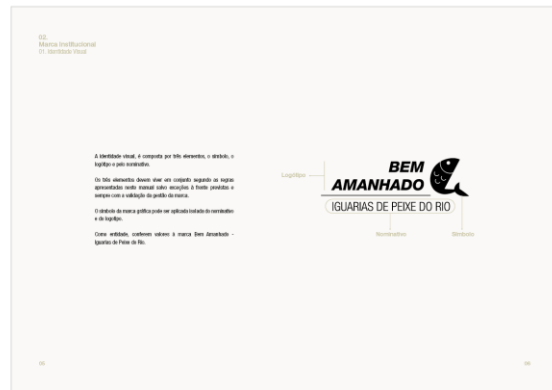 02.
Marca Institucional
01. Identidade Visual
A identidade visual, é composta por três elementos, o símbolo, o
logótipo e pelo nominativo.
Os três elementos devem viver em conjunto segundo as regras
apresentadas neste manual salvo exceções à frente previstas e
sempre com a validação da gestão da marca.
O símbolo da marca gráfica pode ser aplicada isolado do nominativo
e do logotipo.
Como entidade, conferem valores à marca Bem Amanhado -
Iguarias de Peixe do Rio.
Logótipo
BEM
AMANHADO
IGUARIAS DE PEIXE DO RIO
Nominativo
Símbolo